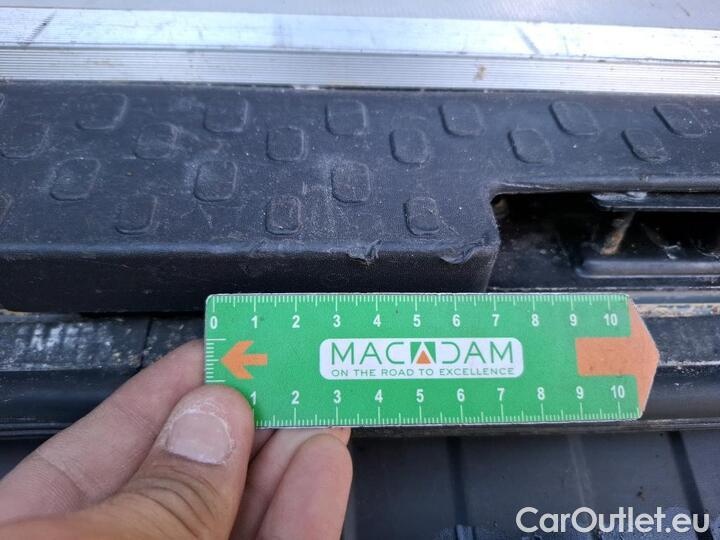 0 1 2 3 4 5 6 7 8 9 10
MACADAM
ON THE ROAD TO EXCELLENCE
1 2 3 4 5 6 7 8 9 10
CarOutlet.eu